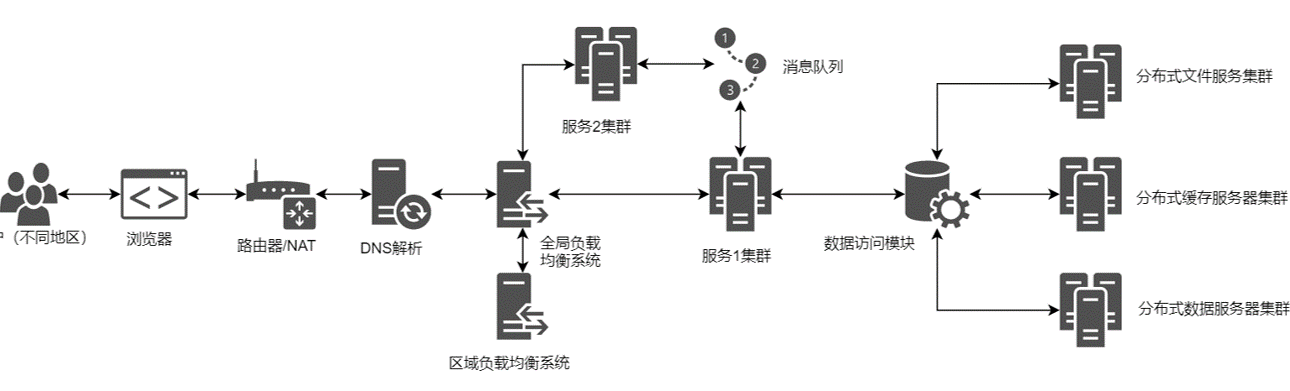 1
2
3
消息队列
服务2集群
分布式文件服务集群
（不同地区）
浏览器
路由器/NAT
DNS解析
全局负载
均衡系统
服务1集群
数据访问模块
分布式缓存服务器集群
区域负载均衡系统
分布式数据服务器集群